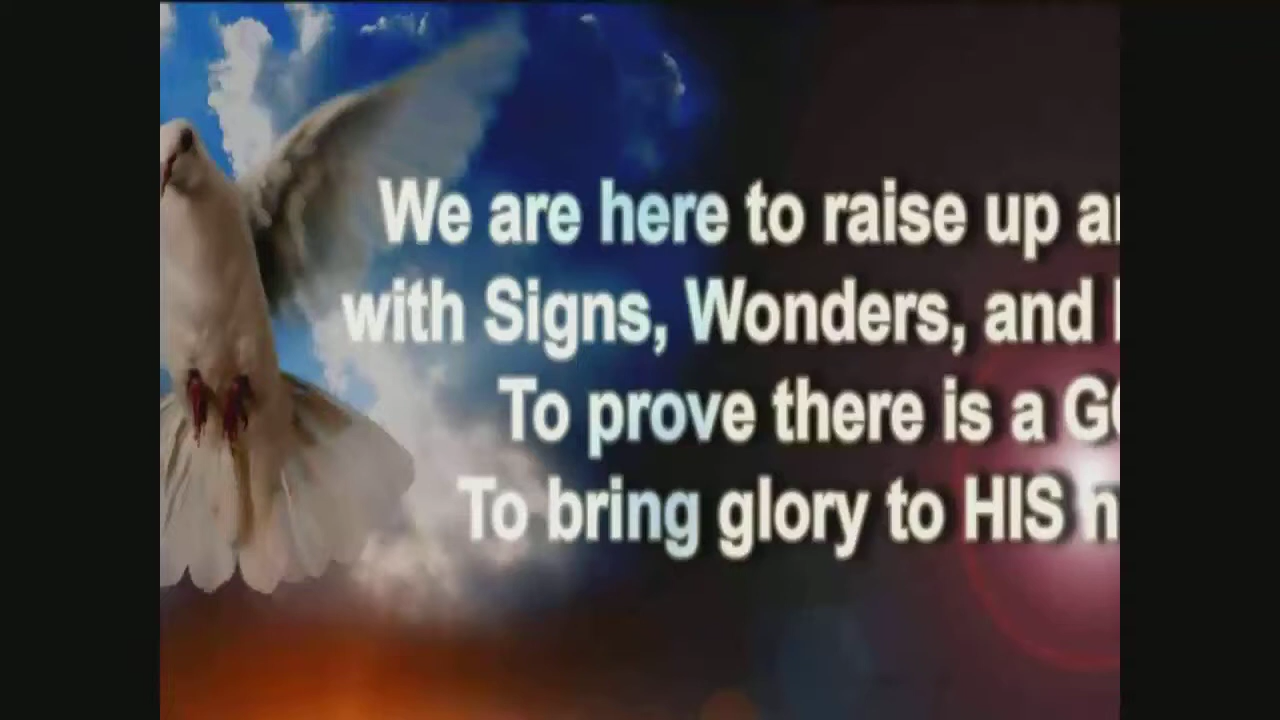 We are here to raise up
with Signs, Wonders, and
To prove there is a
To bring glory to HIS